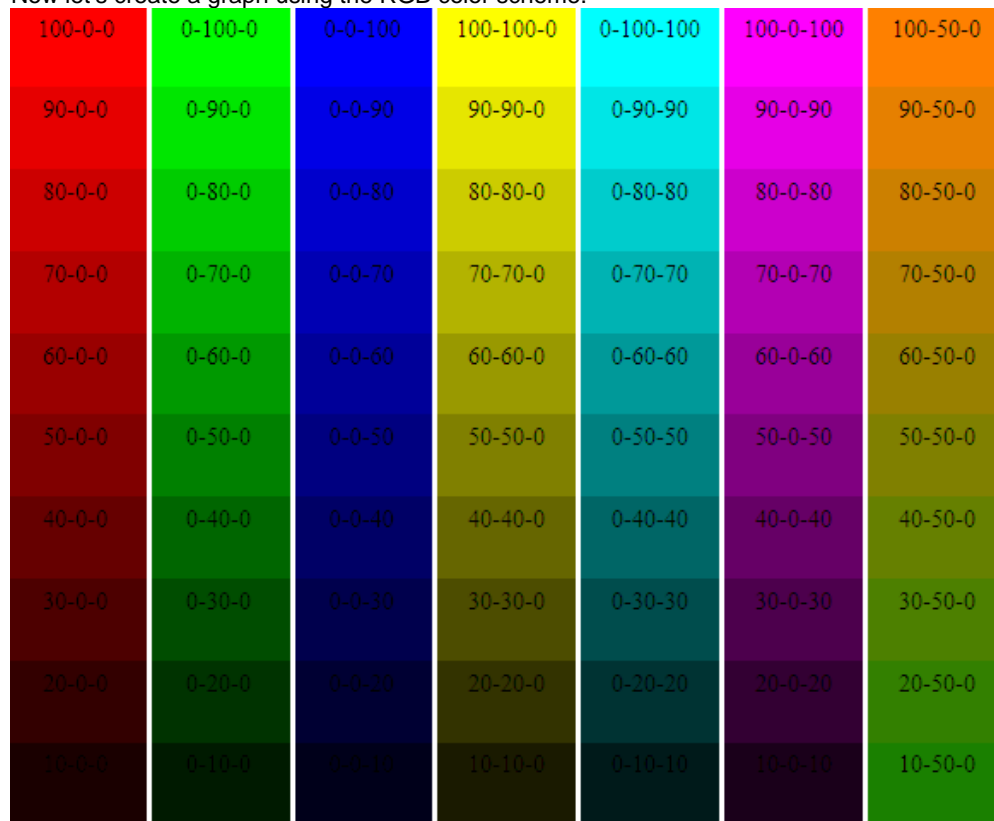 Now let's create a graph using the RGB color scheme:
100-0-0 0-100-0 0-0-100 100-100-0 0-100-100 100-0-100 100-50-0
90-0-0 0-90-0 0-0-90 90-90-0 0-90-90 90-0-90 90-50-0
80-0-0 0-80-0 0-0-80 80-80-0 0-80-80 80-0-80 80-50-0
70-0-0 0-70-0 0-0-70 70-70-0 0-70-70 70-0-70 70-50-0
60-0-0 0-60-0 0-0-60 60-60-0 0-60-60 60-0-60 60-50-0
50-0-0 0-50-0 0-0-50 50-50-0 0-50-50 50-0-50 50-50-0
40-0-0 0-40-0 0-0-40 40-40-0 0-40-40 40-0-40 40-50-0
30-0-0 0-30-0 0-0-30 30-30-0 0-30-30 30-0-30 30-50-0
20-0-0 0-20-0 0-0-20 20-20-0 0-20-20 20-0-20 20-50-0
10-0-0 0-10-0 0-0-10 10-10-0 0-10-10 10-0-10 10-50-0